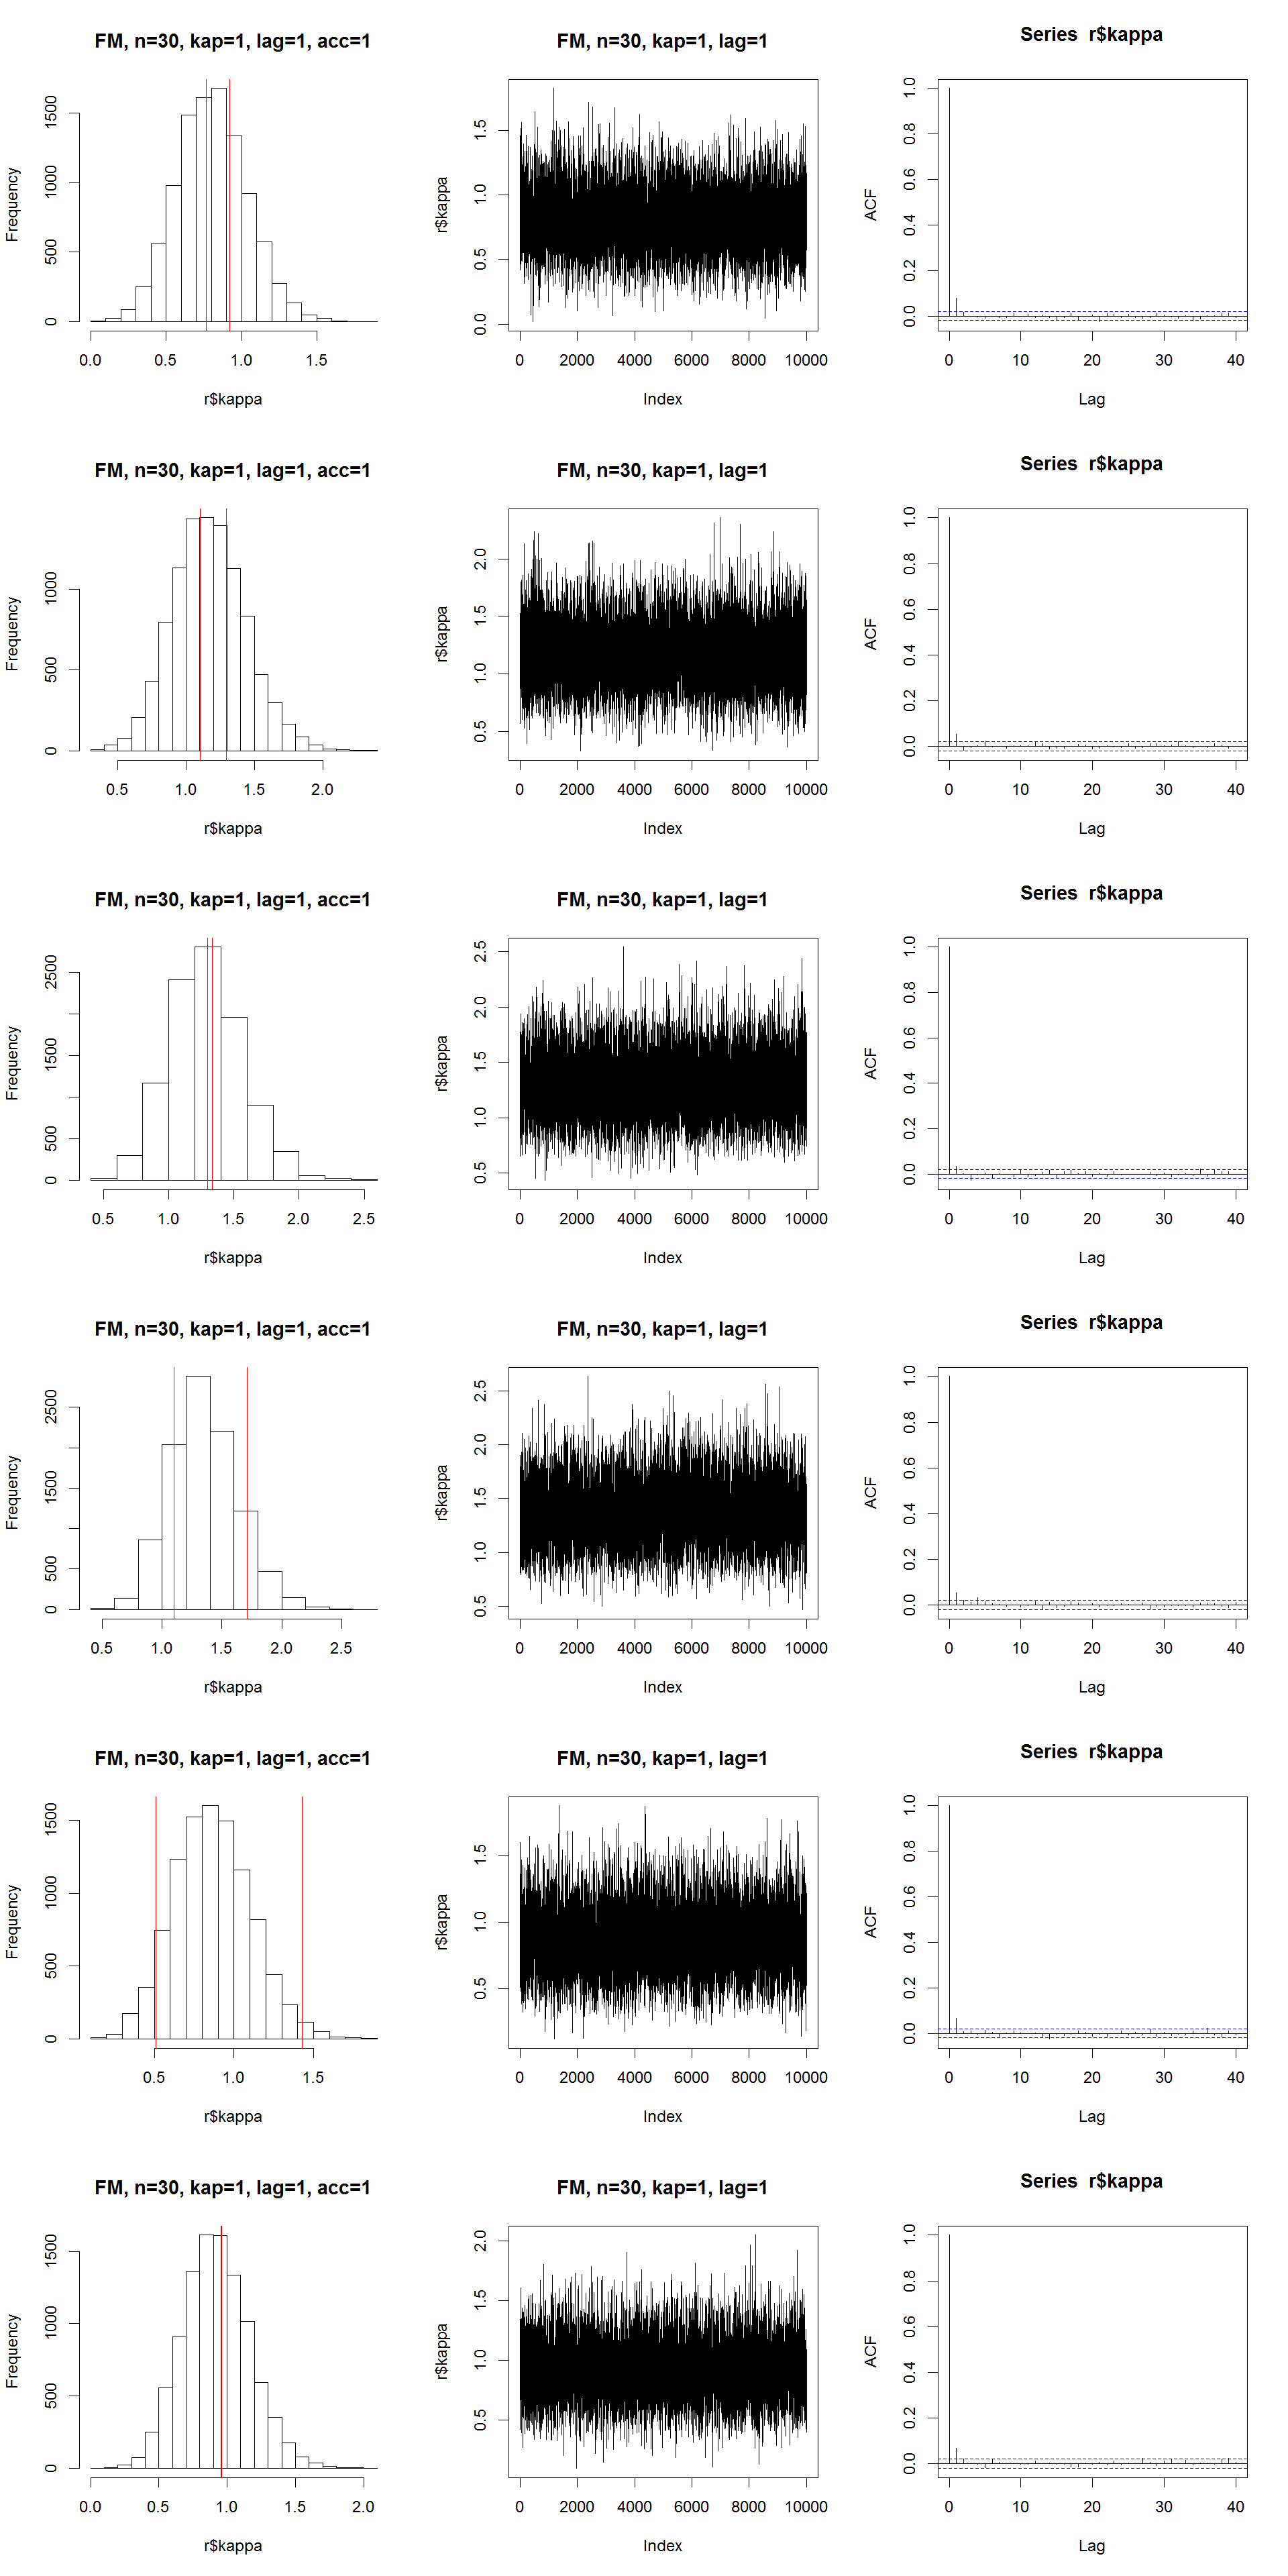 FM, n=30, kap=1, lag=1, acc=1
Frequency
0 500 1000 1500
0.0 0.5 1.0 1.5
r$kappa
FM, n=30, kap=1, lag=1
r$kappa
0.0 0.5 1.0 1.5
0 2000 4000 6000 8000 10000
Index
Series r$kappa
ACF
0.0 0.2 0.4 0.6 0.8 1.0
0 10 20 30 40
Lag
FM, n=30, kap=1, lag=1, acc=1
Frequency
0 500 1000
0.5 1.0 1.5 2.0
r$kappa
FM, n=30, kap=1, lag=1
r$kappa
0.5 1.0 1.5 2.0
0 2000 4000 6000 8000 10000
Index
Series r$kappa
ACF
0.0 0.2 0.4 0.6 0.8 1.0
0 10 20 30 40
Lag
FM, n=30, kap=1, lag=1, acc=1
Frequency
0 500 1500 2500
0.5 1.0 1.5 2.0 2.5
r$kappa
FM, n=30, kap=1, lag=1
r$kappa
0.5 1.0 1.5 2.0 2.5
0 2000 4000 6000 8000 10000
Index
Series r$kappa
ACF
0.0 0.2 0.4 0.6 0.8 1.0
0 10 20 30 40
Lag
FM, n=30, kap=1, lag=1, acc=1
Frequency
0 500 1500 2500
0.5 1.0 1.5 2.0 2.5
r$kappa
FM, n=30, kap=1, lag=1
r$kappa
0.5 1.0 1.5 2.0 2.5
0 2000 4000 6000 8000 10000
Index
Series r$kappa
ACF
0.0 0.2 0.4 0.6 0.8 1.0
0 10 20 30 40
Lag
FM, n=30, kap=1, lag=1, acc=1
Frequency
0 500 1000 1500
0.5 1.0 1.5
r$kappa
FM, n=30, kap=1, lag=1
r$kappa
0.5 1.0 1.5
0 2000 4000 6000 8000 10000
Index
Series r$kappa
ACF
0.0 0.2 0.4 0.6 0.8 1.0
0 10 20 30 40
Lag
FM, n=30, kap=1, lag=1, acc=1
Frequency
0 500 1000 1500
0.0 0.5 1.0 1.5 2.0
r$kappa
FM, n=30, kap=1, lag=1
r$kappa
0.5 1.0 1.5 2.0
0 2000 4000 6000 8000 10000
Index
Series r$kappa
ACF
0.0 0.2 0.4 0.6 0.8 1.0
0 10 20 30 40
Lag